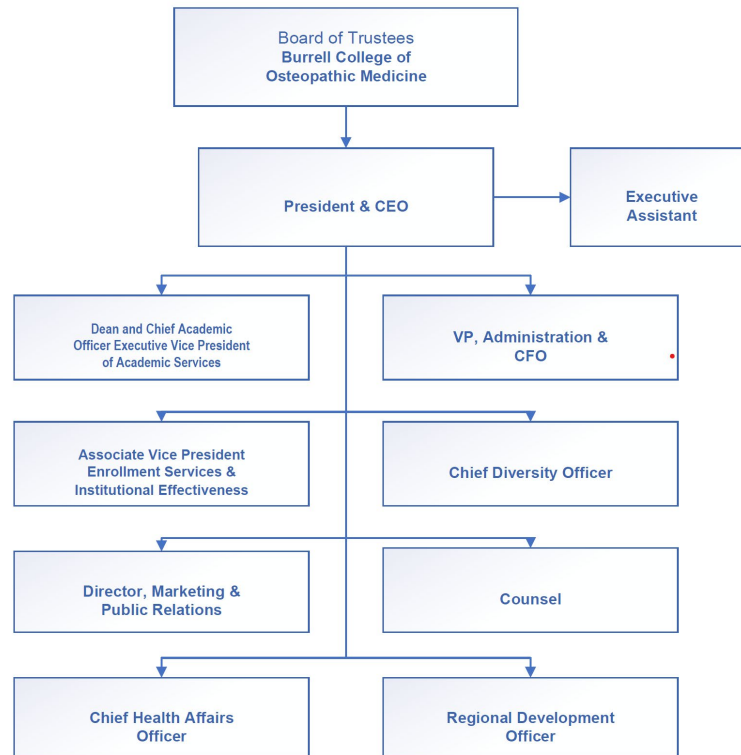 Board of Trustees
Burrell College of
Osteopathic Medicine
President & CEO
Executive
Assistant
Dean and Chief Academic
Officer Executive Vice President
of Academic Services
VP, Administration &
CFO
Associate Vice President
Enrollment Services &
Institutional Effectiveness
Chief Diversity Officer
Director, Marketing &
Public Relations
Counsel
Chief Health Affairs
Officer
Regional Development
Officer